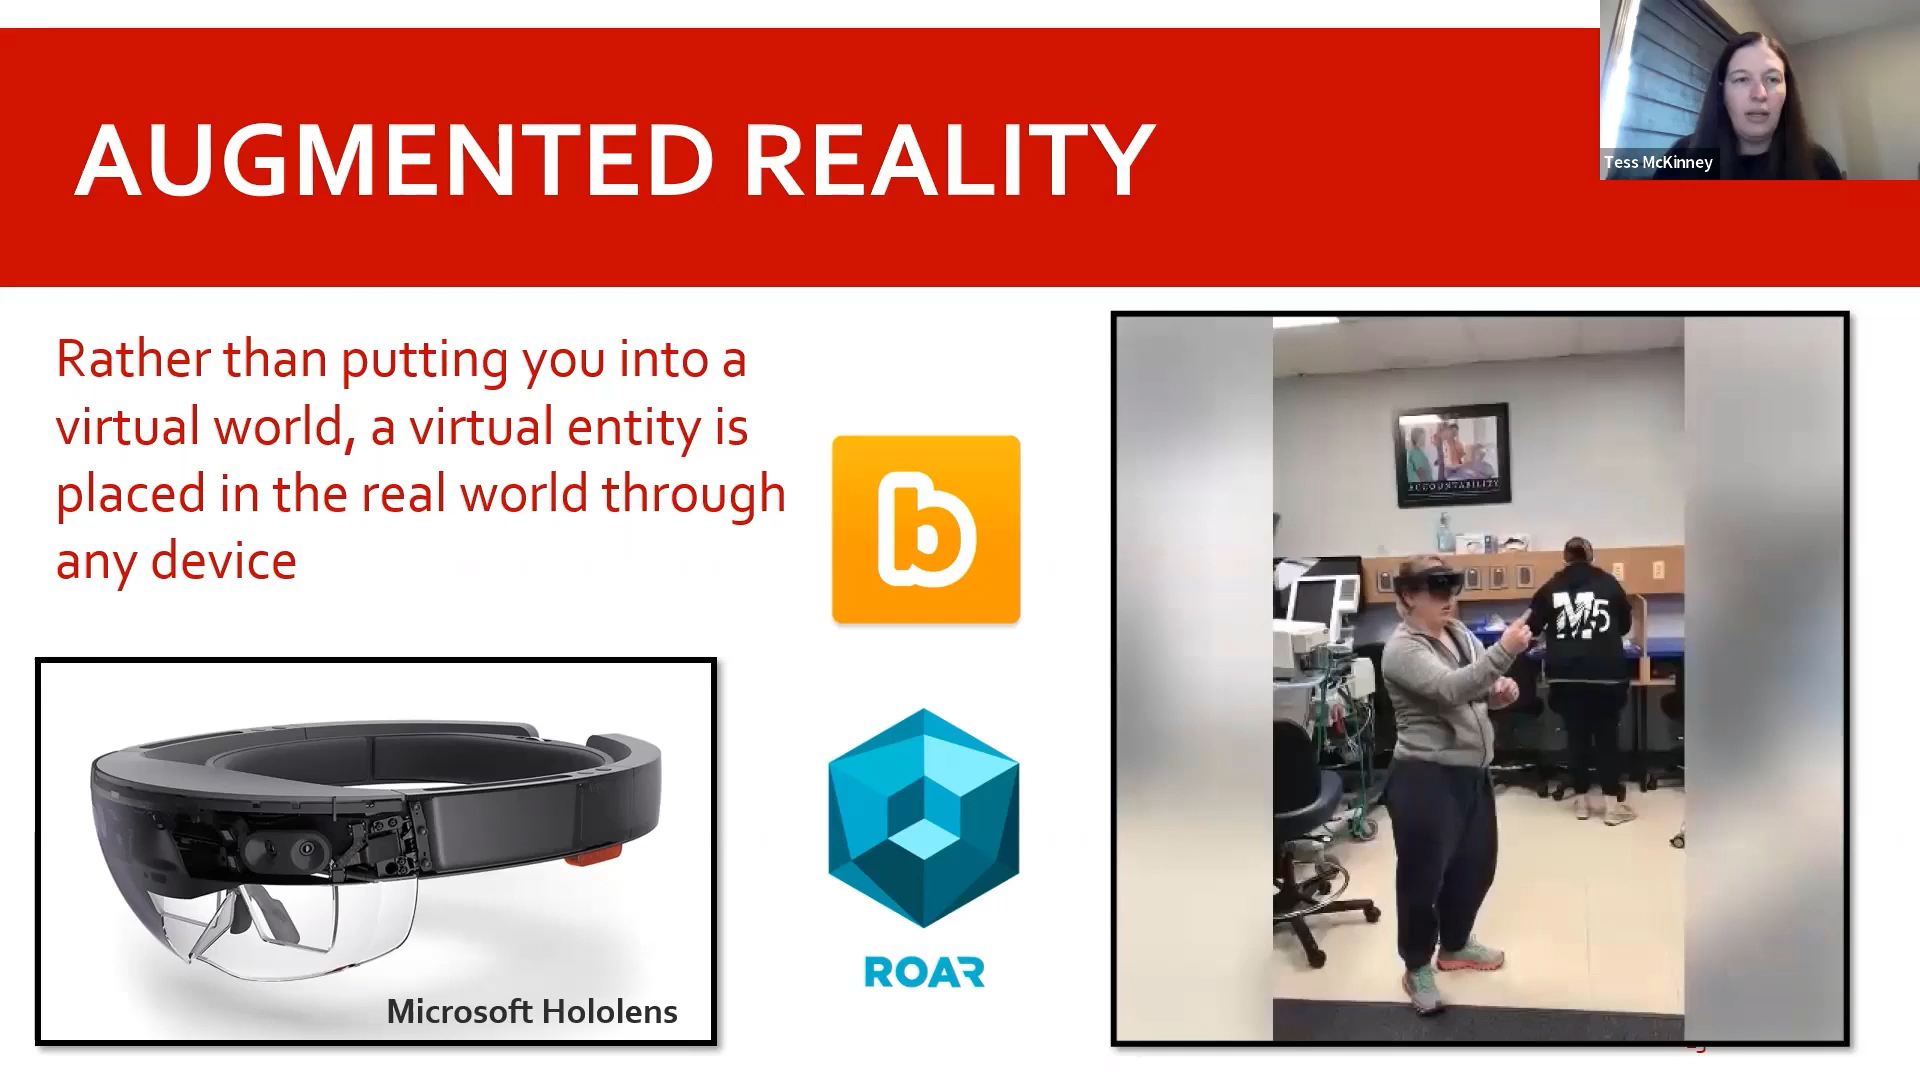 AUGMENTED REALITY
Tess McKinney
Rather than putting you into a
virtual world, a virtual entity is
placed in the real world through
any device
b
ROAR
Microsoft Hololens
ACCOUNTABILITY